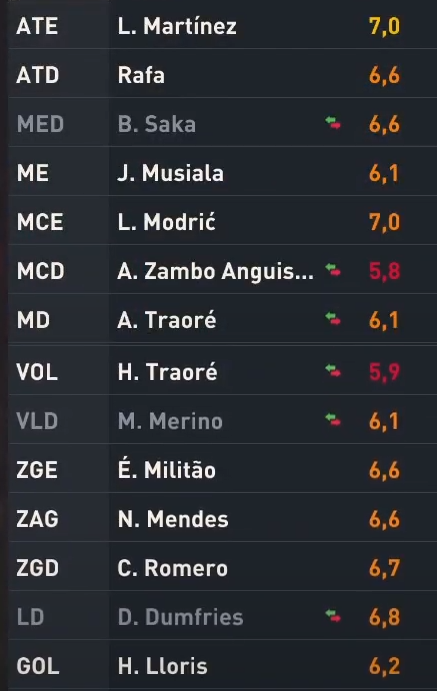 ATE L. Martínez 7,0
ATD Rafa 6,6
MED B. Saka 6,6
ME J. Musiala 6,1
MCE L. Modrić 7,0
MCD A. Zambo Anguis... 5,8
MD A. Traoré 6,1
VOL H. Traoré 5,9
VLD M. Merino 6,1
ZGE É. Militão 6,6
ZAG N. Mendes 6,6
ZGD C. Romero 6,7
LD D. Dumfries 6,8
GOL H. Lloris 6,2